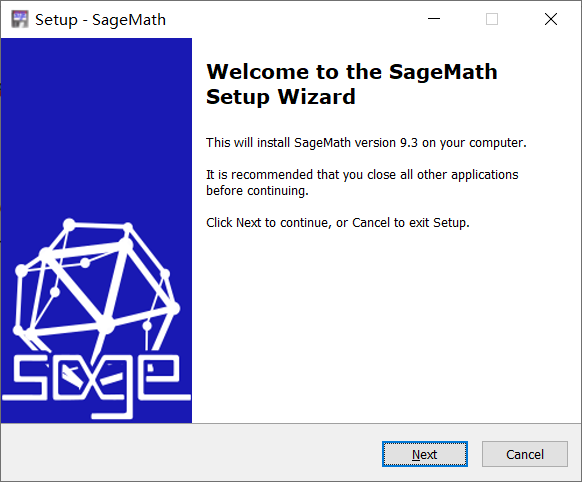 Setup - SageMath
Welcome to the SageMath
Setup Wizard
This will install SageMath version 9.3 on your computer.
It is recommended that you close all other applications
before continuing.
Click Next to continue, or Cancel to exit Setup.
sage
Next
Cancel